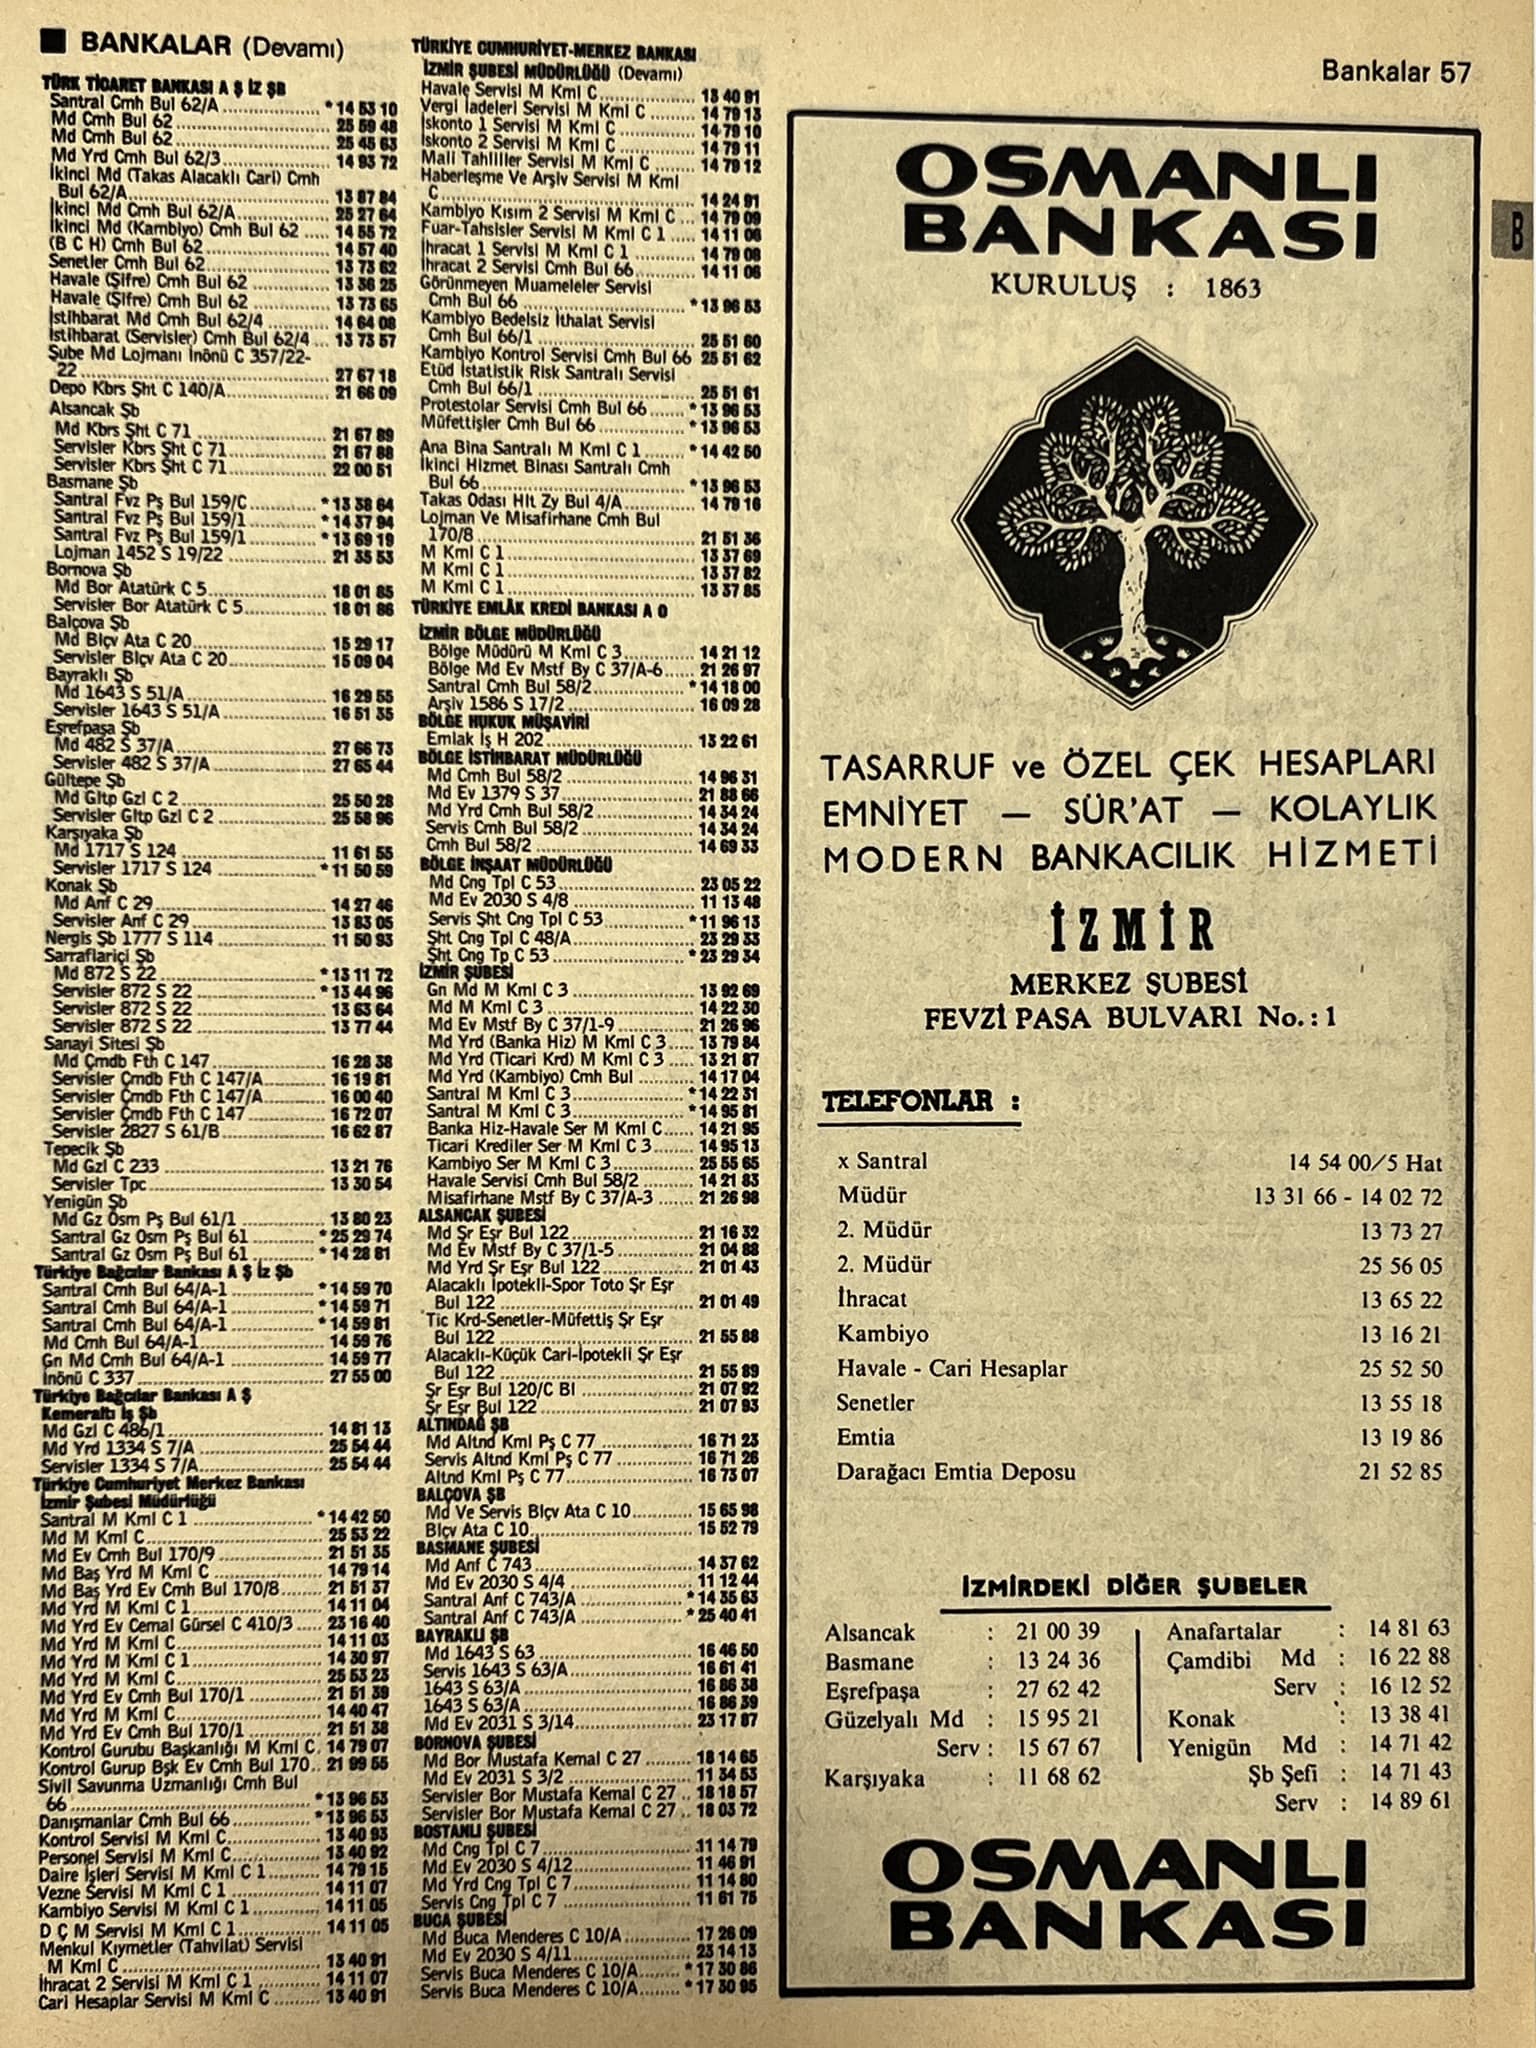 ■ BANKALAR (Devamı)
TÜRK TİCARET BANKASI A Ş İZ ŞB
Santral Cmh Bul 62/A *14 53 10
Md Cmh Bul 62 25 59 48
Md Cmh Bul 62 25 45 63
Md Yrd Cmh Bul 62/3 14 93 72
İkinci Md (Takas Alacaklı Cari) Cmh
Bul 62/A 13 87 84
İkinci Md Cmh Bul 62/A 25 27 64
İkinci Md (Kambiyo) Cmh Bul 62 14 55 72
(B C H) Cmh Bul 62 14 57 40
Senetler Cmh Bul 62 13 73 62
Havale (Şifre) Cmh Bul 62 13 36 25
Havale (Şifre) Cmh Bul 62 13 73 65
İstihbarat Md Cmh Bul 62/4 14 64 08
İstihbarat (Servisler) Cmh Bul 62/4 13 73 57
Şube Md Lojmanı İnönü C 357/22-
22 27 67 18
Depo Kbrs Şht C 140/A 21 66 09
Alsancak Şb
Md Kbrs Şht C 71 21 67 89
Servisler Kbrs Şht C 71 21 67 88
Servisler Kbrs Şht C 71 22 00 51
Basmane Şb
Santral Fvz Pş Bul 159/C *13 38 64
Santral Fvz Pş Bul 159/1 *14 37 94
Santral Fvz Pş Bul 159/1 *13 69 19
Lojman 1452 S 19/22 21 35 53
Bornova Şb
Md Bor Atatürk C 5 18 01 85
Servisler Bor Atatürk C 5 18 01 86
Balçova Şb
Md Blçv Ata C 20 15 29 17
Servisler Blçv Ata C 20 15 09 04
Bayraklı Şb
Md 1643 S 51/A 16 29 55
Servisler 1643 S 51/A 16 51 35
Eşrefpaşa Şb
Md 482 S 37/A 27 66 73
Servisler 482 S 37/A 27 65 44
Gültepe Şb
Md Gltp Gzl C 2 25 50 28
Servisler Gltp Gzl C 2 25 58 96
Karşıyaka Şb
Md 1717 S 124 11 61 55
Servisler 1717 S 124 *11 50 59
Konak Şb
Md Anf C 29 14 27 46
Servisler Anf C 29 13 83 05
Nergis Şb 1777 S 114 11 50 93
Sarraflariçi Şb
Md 872 S 22 *13 11 72
Servisler 872 S 22 *13 44 96
Servisler 872 S 22 13 63 64
Servisler 872 S 22 13 77 44
Sanayi Sitesi Şb
Md Çmdb Fth C 147 16 28 38
Servisler Çmdb Fth C 147/A 16 19 81
Servisler Çmdb Fth C 147/A 16 00 40
Servisler Çmdb Fth C 147 16 72 07
Servisler 2827 S 61/B 16 62 87
Tepecik Şb
Md Gzl C 233 13 21 76
Servisler Tpc 13 30 54
Yenigün Şb
Md Gz Osm Pş Bul 61/1 13 80 23
Santral Gz Osm Pş Bul 61 *25 29 74
Santral Gz Osm Pş Bul 61 *14 28 81
Türkiye Bağcılar Bankası A Ş İz Şb
Santral Cmh Bul 64/A-1 *14 59 70
Santral Cmh Bul 64/A-1 *14 59 71
Santral Cmh Bul 64/A-1 *14 59 81
Md Cmh Bul 64/A-1 14 59 76
Gn Md Cmh Bul 64/A-1 14 59 77
İnönü C 337 27 55 00
Türkiye Bağcılar Bankası A Ş
Kemeraltı İş Şb
Md Gzl C 486/1 14 81 13
Md Yrd 1334 S 7/A 25 54 44
Servisler 1334 S 7/A 25 54 44
Türkiye Cumhuriyet Merkez Bankası
İzmir Şubesi Müdürlüğü
Santral M Kml C 1 *14 42 50
Md M Kml C 25 53 22
Md Ev Cmh Bul 170/9 21 51 35
Md Baş Yrd M Kml C 14 79 14
Md Baş Yrd Ev Cmh Bul 170/8 21 51 37
Md Yrd M Kml C 1 14 11 04
Md Yrd Ev Cemal Gürsel C 410/3 23 16 40
Md Yrd M Kml C 14 11 03
Md Yrd M Kml C 1 14 30 97
Md Yrd M Kml C 25 53 23
Md Yrd Ev Cmh Bul 170/1 21 51 39
Md Yrd M Kml C 14 40 47
Md Yrd Ev Cmh Bul 170/1 21 51 38
Kontrol Gurubu Başkanlığı M Kml C. 14 79 07
Kontrol Gurup Bşk Ev Cmh Bul 170 21 99 55
Sivil Savunma Uzmanlığı Cmh Bul
66 *13 96 53
Danışmanlar Cmh Bul 66 *13 96 53
Kontrol Servisi M Kml C 13 40 93
Personel Servisi M Kml C 13 40 92
Daire İşleri Servisi M Kml C 1 14 79 15
Vezne Servisi M Kml C 1 14 11 07
Kambiyo Servisi M Kml C 14 11 05
D Ç M Servisi M Kml C 1 14 11 05
Menkul Kıymetler (Tahvilat) Servisi
M Kml C 13 40 91
İhracat 2 Servisi M Kml C 1 14 11 07
Cari Hesaplar Servisi M Kml C 13 40 91
TÜRKİYE CUMHURİYET-MERKEZ BANKASI
İZMİR ŞUBESİ MÜDÜRLÜĞÜ (Devamı)
Havale Servisi M Kml C 13 40 91
Vergi İadeleri Servisi M Kml C 14 79 13
İskonto 1 Servisi M Kml C 14 79 10
İskonto 2 Servisi M Kml C 14 79 11
Mali Tahliller Servisi M Kml C 14 79 12
Haberleşme Ve Arşiv Servisi M Kml
C 14 24 91
Kambiyo Kısım 2 Servisi M Kml C 14 79 09
Fuar-Tahsisler Servisi M Kml C 1 14 11 06
İhracat 1 Servisi M Kml C 1 14 79 08
İhracat 2 Servisi Cmh Bul 66 14 11 06
Görünmeyen Muameleler Servisi
Cmh Bul 66 *13 96 53
Kambiyo Bedelsiz İthalat Servisi
Cmh Bul 66/1 25 51 60
Kambiyo Kontrol Servisi Cmh Bul 66 25 51 62
Etüd İstatistik Risk Santralı Servisi
Cmh Bul 66/1 25 51 61
Protestolar Servisi Cmh Bul 66 *13 96 53
Müfettişler Cmh Bul 66 *13 96 53
Ana Bina Santralı M Kml C 1 *14 42 50
İkinci Hizmet Binası Santralı Cmh
Bul 66 *13 96 53
Takas Odası Hlt Zy Bul 4/A 14 79 16
Lojman Ve Misafirhane Cmh Bul
170/8 21 51 36
M Kml C 1 13 37 69
M Kml C 1 13 37 82
M Kml C 1 13 37 85
TÜRKİYE EMLÂK KREDİ BANKASI A O
İZMİR BÖLGE MÜDÜRLÜĞÜ
Bölge Müdürü M Kml C 3 14 21 12
Bölge Md Ev Mstf By C 37/A-6 21 26 97
Santral Cmh Bul 58/2 *14 18 00
Arşiv 1586 S 17/2 16 09 28
BÖLGE HUKUK MÜŞAVİRİ
Emlak İş H 202 13 22 61
BÖLGE İSTİHBARAT MÜDÜRLÜĞÜ
Md Cmh Bul 58/2 14 96 31
Md Ev 1379 S 37 21 88 66
Md Yrd Cmh Bul 58/2 14 34 24
Servis Cmh Bul 58/2 14 34 24
Cmh Bul 58/2 14 69 33
BÖLGE İNŞAAT MÜDÜRLÜĞÜ
Md Cng Tpl C 53 23 05 22
Md Ev 2030 S 4/8 11 13 48
Servis Şht Cng Tpl C 53 *11 96 13
Şht Cng Tpl C 48/A 23 29 33
Şht Cng Tp C 53 *23 29 34
İZMİR ŞUBESİ
Gn Md M Kml C 3 13 92 69
Md M Kml C 3 14 22 30
Md Ev Mstf By C 37/1-9 21 26 96
Md Yrd (Banka Hiz) M Kml C 3 13 79 84
Md Yrd (Ticari Krd) M Kml C 3 13 21 87
Md Yrd (Kambiyo) Cmh Bul 14 17 04
Santral M Kml C 3 *14 22 31
Santral M Kml C 3 *14 95 81
Banka Hiz-Havale Ser M Kml C 14 21 95
Ticari Krediler Ser M Kml C 3 14 95 13
Kambiyo Ser M Kml C 3 25 55 65
Havale Servisi Cmh Bul 58/2 14 21 83
Misafirhane Mstf By C 37/A-3 21 26 98
ALSANCAK ŞUBESİ
Md Şr Eşr Bul 122 21 16 32
Md Ev Mstf By C 37/1-5 21 04 88
Md Yrd Şr Eşr Bul 122 21 01 43
Alacaklı İpotekli-Spor Toto Şr Eşr
Bul 122 21 01 49
Tic Krd-Senetler-Müfettiş Şr Eşr
Bul 122 21 55 88
Alacaklı-Küçük Cari-İpotekli Şr Eşr
Bul 122 21 55 89
Şr Eşr Bul 120/C Bl 21 07 92
Şr Eşr Bul 122 21 07 93
ALTINDAĞ ŞB
Md Altnd Kml Pş C 77 16 71 23
Servis Altnd Kml Pş C 77 16 71 26
Altnd Kml Pş C 77 16 73 07
BALÇOVA ŞB
Md Ve Servis Blçv Ata C 10 15 65 98
Blçv Ata C 10 15 52 79
BASMANE ŞUBESİ
Md Anf C 743 14 37 62
Md Ev 2030 S 4/4 11 12 44
Santral Anf C 743/A *14 35 63
Santral Anf C 743/A *25 40 41
BAYRAKLI ŞB
Md 1643 S 63 16 46 50
Servis 1643 S 63/A 16 61 41
1643 S 63/A 16 86 38
1643 S 63/A 16 86 39
Md Ev 2031 S 3/14 23 17 87
BORNOVA ŞUBESİ
Md Bor Mustafa Kemal C 27 18 14 65
Md Ev 2031 S 3/2 11 34 53
Servisler Bor Mustafa Kemal C 27 18 18 57
Servisler Bor Mustafa Kemal C 27 18 03 72
BOSTANLI ŞUBESİ
Md Cng Tpl C 7 11 14 79
Md Ev 2030 S 4/12 11 46 91
Md Yrd Cng Tpl C 7 11 14 80
Servis Cng Tpl C 7 11 61 75
BUCA ŞUBESİ
Md Buca Menderes C 10/A 17 26 09
Md Ev 2030 S 4/11 23 14 13
Servis Buca Menderes C 10/A *17 30 86
Servis Buca Menderes C 10/A *17 30 95
Bankalar 57
B
OSMANLI
BANKASI
KURULUŞ : 1863
TASARRUF ve ÖZEL ÇEK HESAPLARI
EMNİYET — SÜR'AT — KOLAYLIK
MODERN BANKACILIK HİZMETİ
İZMİR
MERKEZ ŞUBESİ
FEVZİ PAŞA BULVARI No.: 1
TELEFONLAR :
x Santral 14 54 00/5 Hat
Müdür 13 31 66 - 14 02 72
2. Müdür 13 73 27
2. Müdür 25 56 05
İhracat 13 65 22
Kambiyo 13 16 21
Havale - Cari Hesaplar 25 52 50
Senetler 13 55 18
Emtia 13 19 86
Darağacı Emtia Deposu 21 52 85
İZMİRDEKİ DİĞER ŞUBELER
Alsancak : 21 00 39
Basmane : 13 24 36
Eşrefpaşa : 27 62 42
Güzelyalı Md : 15 95 21
Serv : 15 67 67
Karşıyaka : 11 68 62
Anafartalar : 14 81 63
Çamdibi Md : 16 22 88
Serv : 16 12 52
Konak : 13 38 41
Yenigün Md : 14 71 42
Şb Şefi : 14 71 43
Serv : 14 89 61
OSMANLI
BANKASI